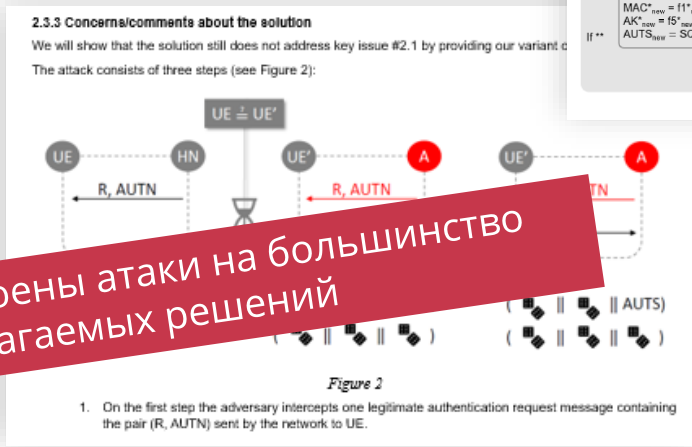 2.3.3 Concerns/comments about the solution
We will show that the solution still does not address key issue #2.1 by providing our variant
The attack consists of three steps (see Figure 2):
MAC*new = f1*
AK*new = f5*
If ** AUTSnew = 
UE ≟ UE′
UE HN UE′ A UE′ A
R, AUTN R, AUTN TN
рены атаки на большинство
агаемых решений
( || || AUTS)
( || || ) ( || || )
Figure 2
1. On the first step the adversary intercepts one legitimate authentication request message containing
the pair (R, AUTN) sent by the network to UE.